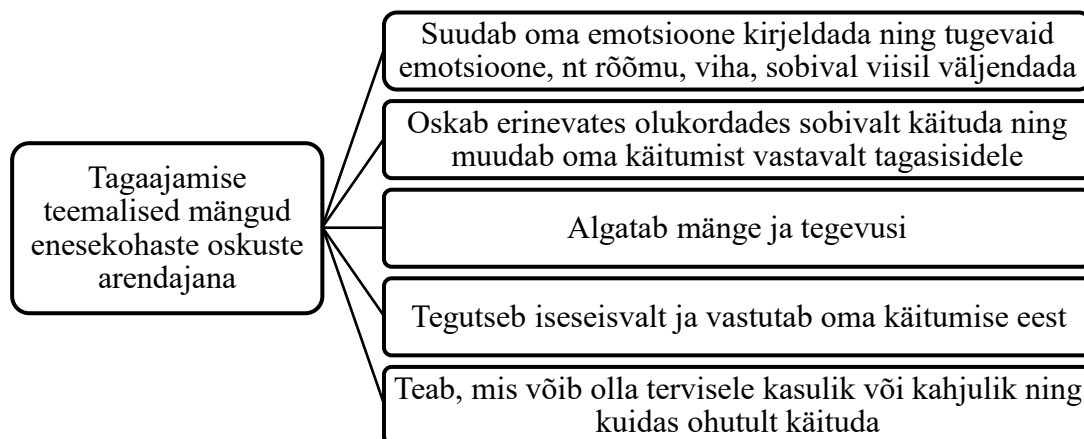 Tagaajamise
teemalised mängud
enesekohaste oskuste
arendajana
Suudab oma emotsioone kirjeldada ning tugevaid
emotsioone, nt rõõmu, viha, sobival viisil väljendada
Oskab erinevates olukordades sobivalt käituda ning
muudab oma käitumist vastavalt tagasisidele
Algatab mänge ja tegevusi
Tegutseb iseseisvalt ja vastutab oma käitumise eest
Teab, mis võib olla tervisele kasulik või kahjulik ning
kuidas ohutult käituda